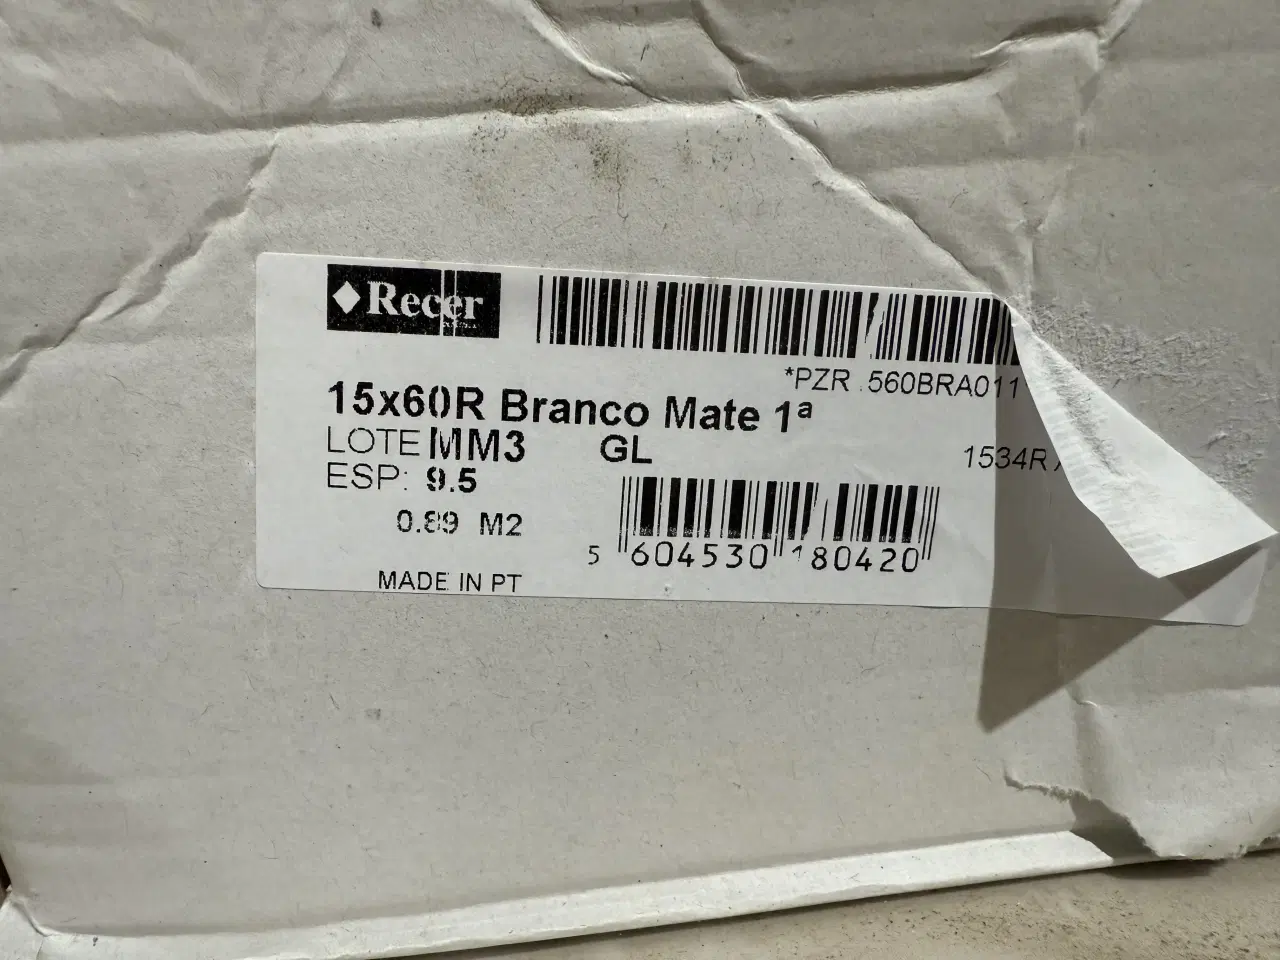 Recer
*PZR .560BRA011
15x60R Branco Mate 1ª
LOTE MM3 GL 1534R
ESP: 9.5
0.89 M2
5 604530 180420
MADE IN PT